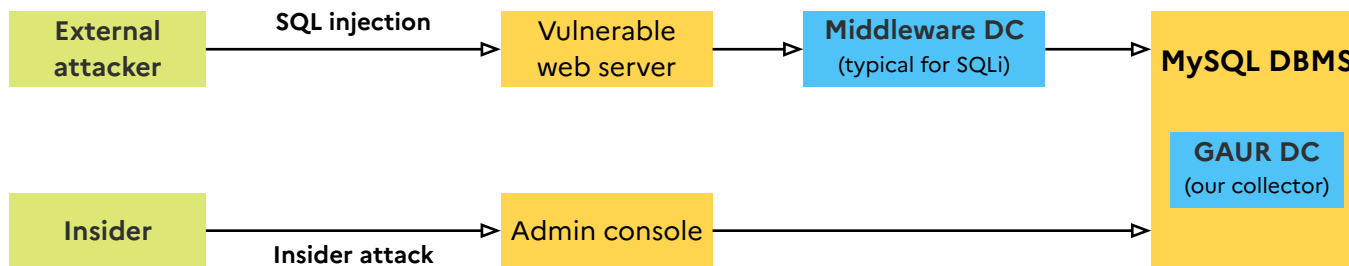 External
attacker
SQL injection
Vulnerable
web server
Middleware DC
(typical for SQLi)
MySQL DBMS
GAUR DC
(our collector)
Insider
Insider attack
Admin console